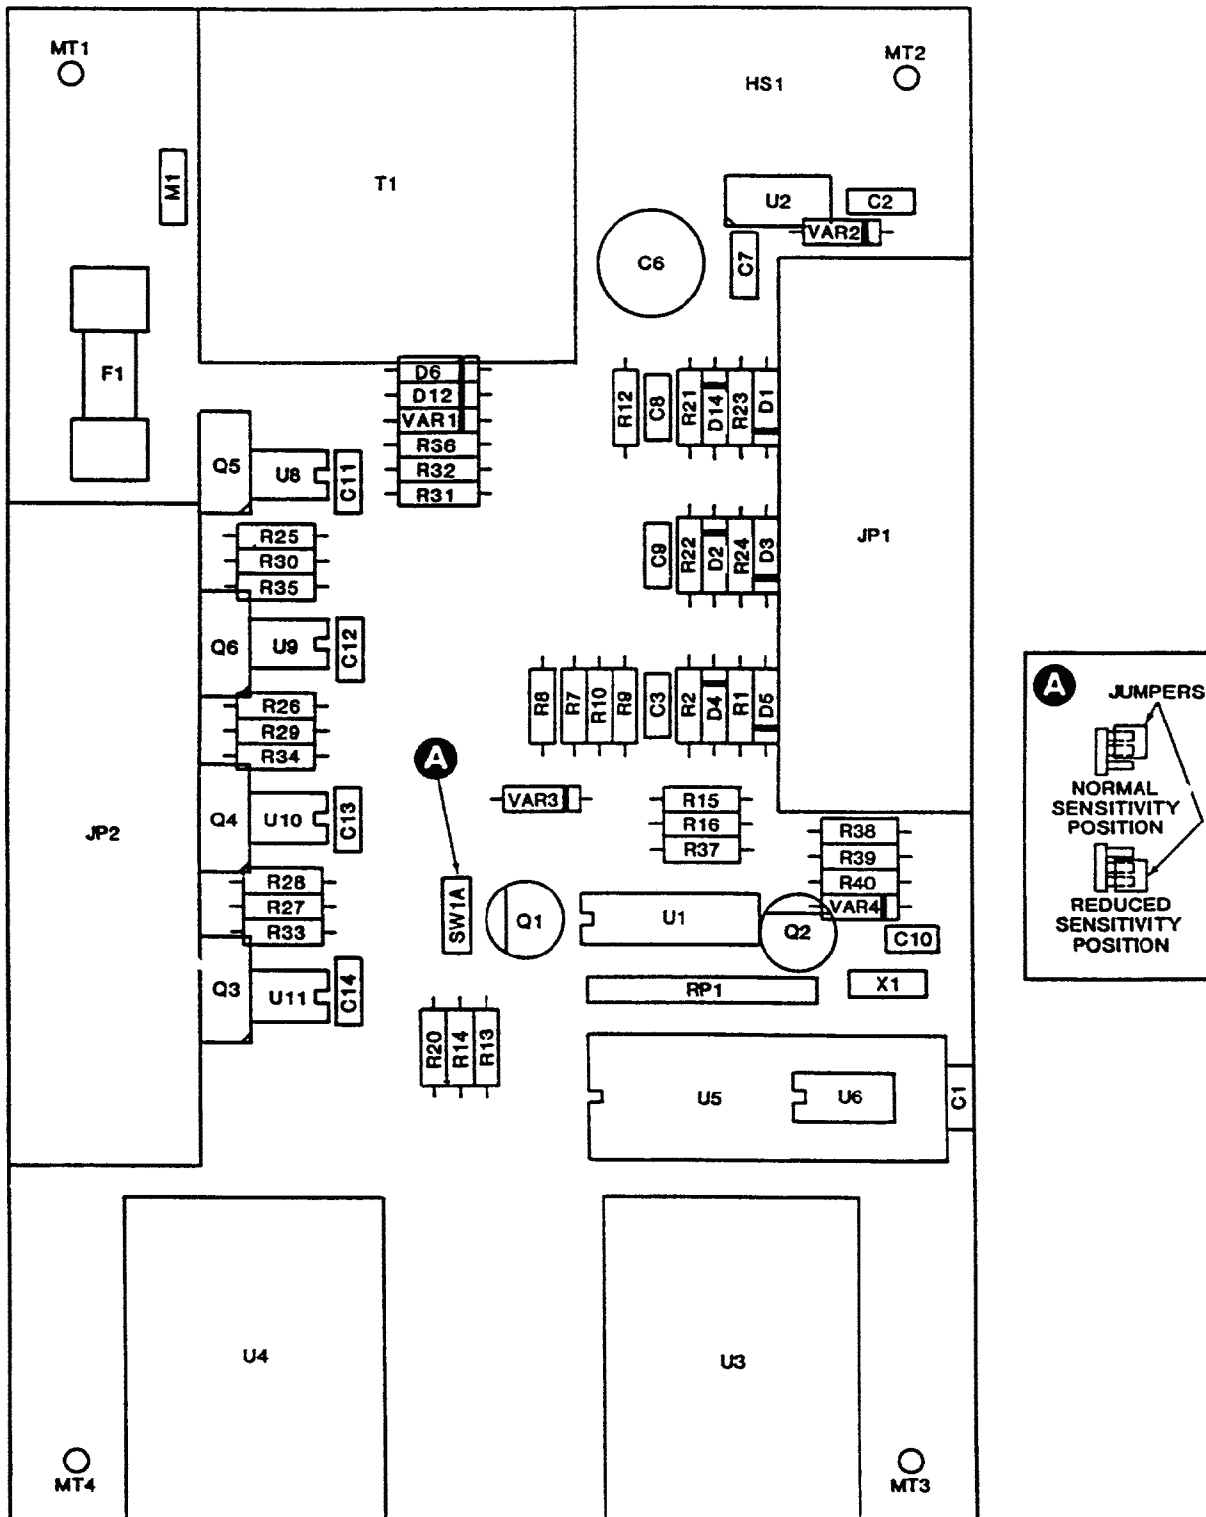 MT1
MT2
HS1
M1
T1
U2
C2
VAR2
C6
C7
F1
D6
D12
VAR1
R36
R32
R31
R12
C8
R21
D14
R23
D1
Q5
U8
C11
JP1
R25
R30
R35
C9
R22
D2
R24
D3
Q6
U9
C12
R26
R29
R34
R8
R7
R10
R9
C3
R2
D4
R1
D5
A
VAR3
R15
R16
R37
JP2
Q4
U10
C13
R38
R39
R40
VAR4
R28
R27
R33
SW1A
Q1
U1
Q2
C10
Q3
U11
C14
RP1
X1
R20
R14
R13
U5
U6
C1
U4
U3
MT4
MT3
A
JUMPERS
NORMAL
SENSITIVITY
POSITION
REDUCED
SENSITIVITY
POSITION